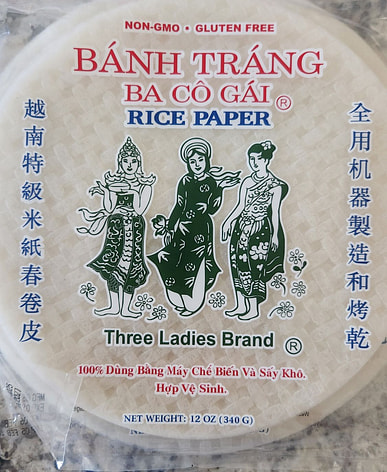 NON-GMO • GLUTEN FREE
BÁNH TRÁNG
BA CÔ GÁI ®
RICE PAPER
越南特級米紙春卷皮
全用机器製造和烤乾
Three Ladies Brand ®
100% Dùng Bằng Máy Chế Biến Và Sấy Khô.
Hợp Vệ Sinh.
NET WEIGHT: 12 OZ (340 G)